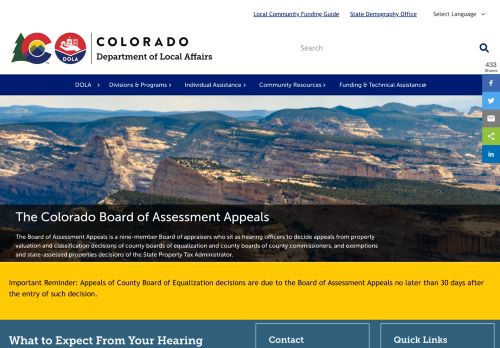 Local Community Funding Guide
State Demography Office
Select Language
COLORADO
Department of Local Affairs
DOLA
Search
433
Shares
DOLA
Divisions & Programs
Individual Assistance
Community Resources
Funding & Technical Assistance
The Colorado Board of Assessment Appeals
The Board of Assessment Appeals is a nine-member Board of appraisers who sit as hearing officers to decide appeals from property
valuation and classification decisions of county boards of equalization and county boards of county commissioners, and exemptions
and state-assessed properties decisions of the State Property Tax Administrator.
Important Reminder: Appeals of County Board of Equalization decisions are due to the Board of Assessment Appeals no later than 30 days after
the entry of such decision.
What to Expect From Your Hearing
Contact
Quick Links